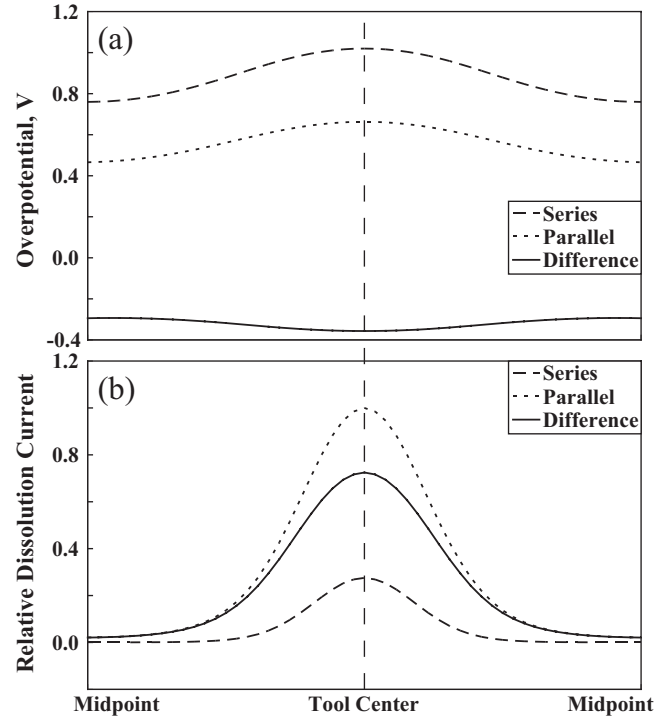 (a)
Overpotential, V
1.2
0.8
0.4
0.0
-0.4
Series
Parallel
Difference
(b)
Relative Dissolution Current
1.2
0.8
0.4
0.0
Series
Parallel
Difference
Midpoint Tool Center Midpoint